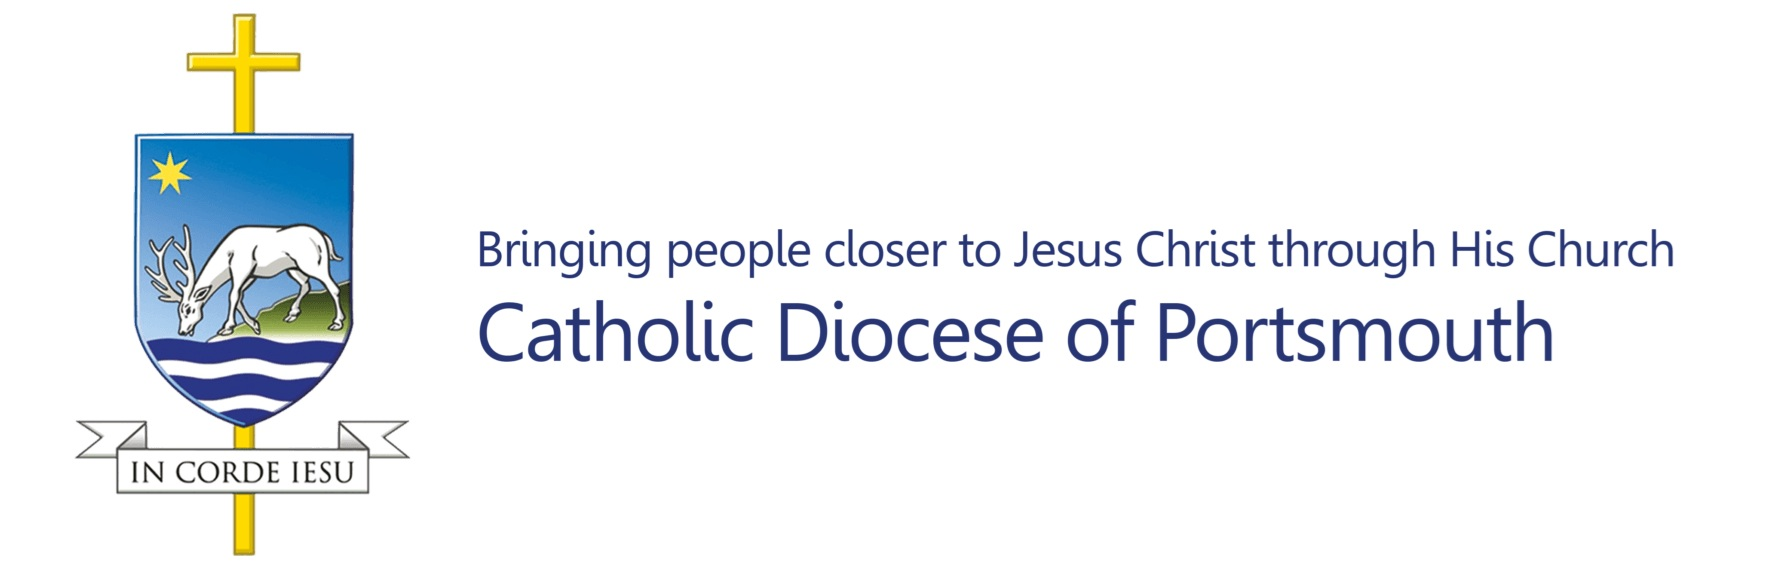 Bringing people closer to Jesus Christ through His Church
Catholic Diocese of Portsmouth
IN CORDE IESU